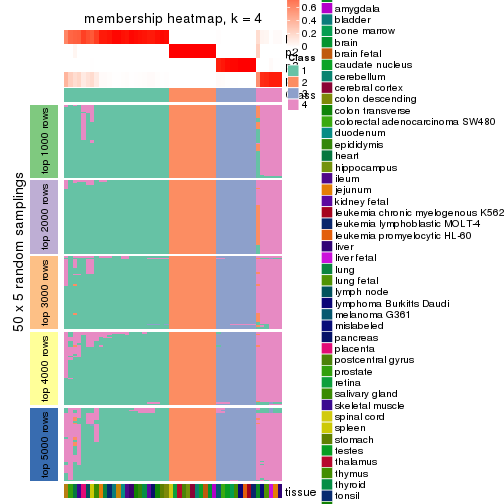 membership heatmap, k = 4
50 x 5 random samplings
top 1000 rows
top 2000 rows
top 3000 rows
top 4000 rows
top 5000 rows
0.6
0.4
0.2
0
Class
1
2
3
4
tissue
amygdala
bladder
bone marrow
brain
brain fetal
caudate nucleus
cerebellum
cerebral cortex
colon descending
colon transverse
colorectal adenocarcinoma SW480
duodenum
epididymis
heart
hippocampus
ileum
jejunum
kidney fetal
leukemia chronic myelogenous K562
leukemia lymphoblastic MOLT-4
leukemia promyelocytic HL-60
liver
liver fetal
lung
lung fetal
lymph node
lymphoma Burkitts Daudi
melanoma G361
mislabeled
pancreas
placenta
postcentral gyrus
prostate
retina
salivary gland
skeletal muscle
spinal cord
spleen
stomach
testes
thalamus
thymus
thyroid
tonsil